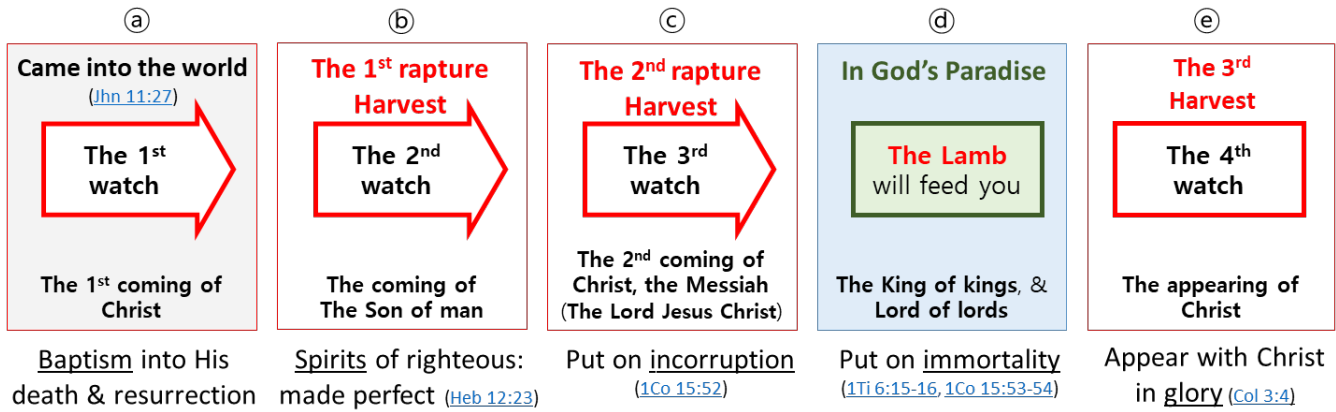 ⓐ
Came into the world
(Jhn 11:27)
The 1st
watch
The 1st coming of
Christ
Baptism into His
death & resurrection
ⓑ
The 1st rapture
Harvest
The 2nd
watch
The coming of
The Son of man
Spirits of righteous:
made perfect (Heb 12:23)
ⓒ
The 2nd rapture
Harvest
The 3rd
watch
The 2nd coming of
Christ, the Messiah
(The Lord Jesus Christ)
Put on incorruption
(1Co 15:52)
ⓓ
In God’s Paradise
The Lamb
will feed you
The King of kings, &
Lord of lords
Put on immortality
(1Ti 6:15-16, 1Co 15:53-54)
ⓔ
The 3rd
Harvest
The 4th
watch
The appearing of
Christ
Appear with Christ
in glory (Col 3:4)